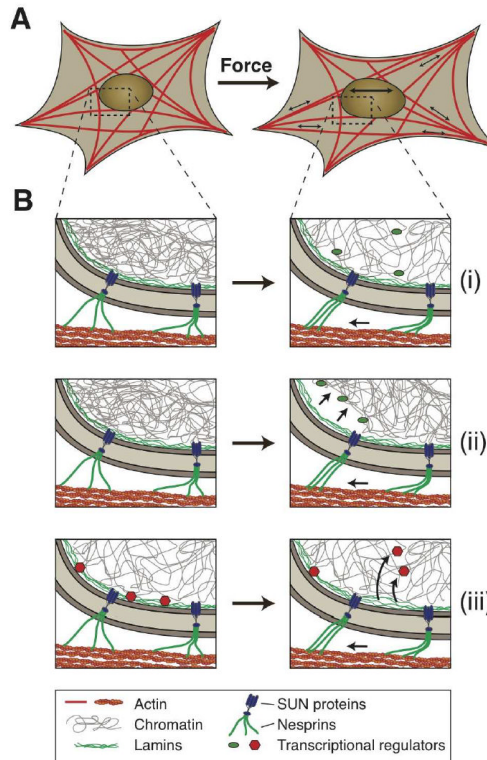 A
Force
B
(i)
(ii)
(iii)
Actin
SUN proteins
Chromatin
Nesprins
Lamins
Transcriptional regulators